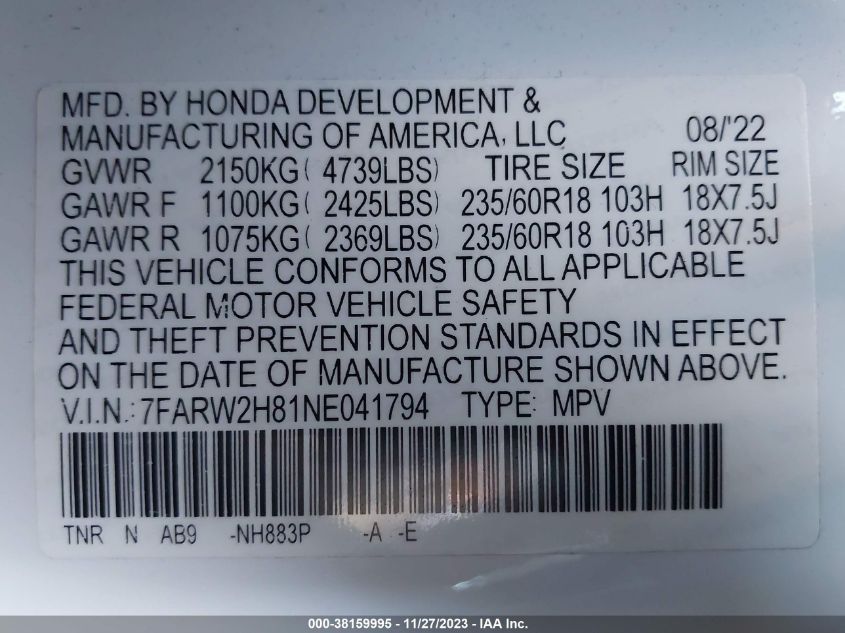 MFD. BY HONDA DEVELOPMENT &
MANUFACTURING OF AMERICA, LLC 08/'22
GVWR 2150KG( 4739LBS) TIRE SIZE RIM SIZE
GAWR F 1100KG( 2425LBS) 235/60R18 103H 18X7.5J
GAWR R 1075KG( 2369LBS) 235/60R18 103H 18X7.5J
THIS VEHICLE CONFORMS TO ALL APPLICABLE
FEDERAL MOTOR VEHICLE SAFETY
AND THEFT PREVENTION STANDARDS IN EFFECT
ON THE DATE OF MANUFACTURE SHOWN ABOVE.
V.I.N.: 7FARW2H81NE041794 TYPE: MPV
TNR N AB9 -NH883P -A -E
000-38159995 - 11/27/2023 - IAA Inc.